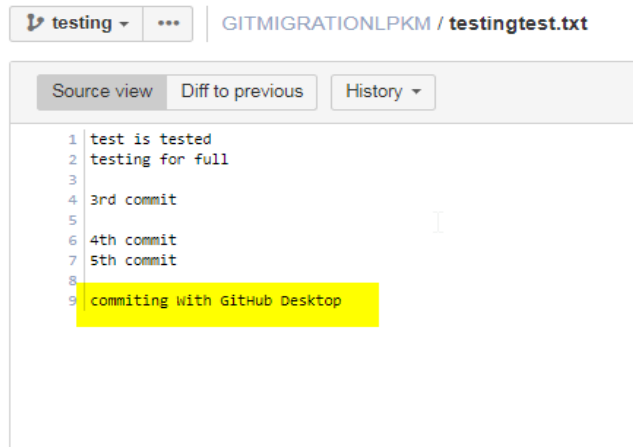 testing ••• GITMIGRATIONLPKM / testingtest.txt
Source view Diff to previous History
1 test is tested
2 testing for full
3
4 3rd commit
5
6 4th commit
7 5th commit
8
9 commiting With GitHub Desktop